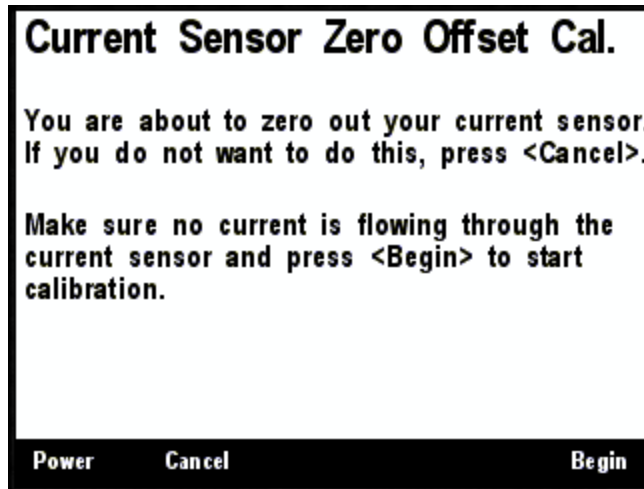 Current Sensor Zero Offset Cal.
You are about to zero out your current sensor.
If you do not want to do this, press <Cancel>.
Make sure no current is flowing through the
current sensor and press <Begin> to start
calibration.
Power Cancel Begin